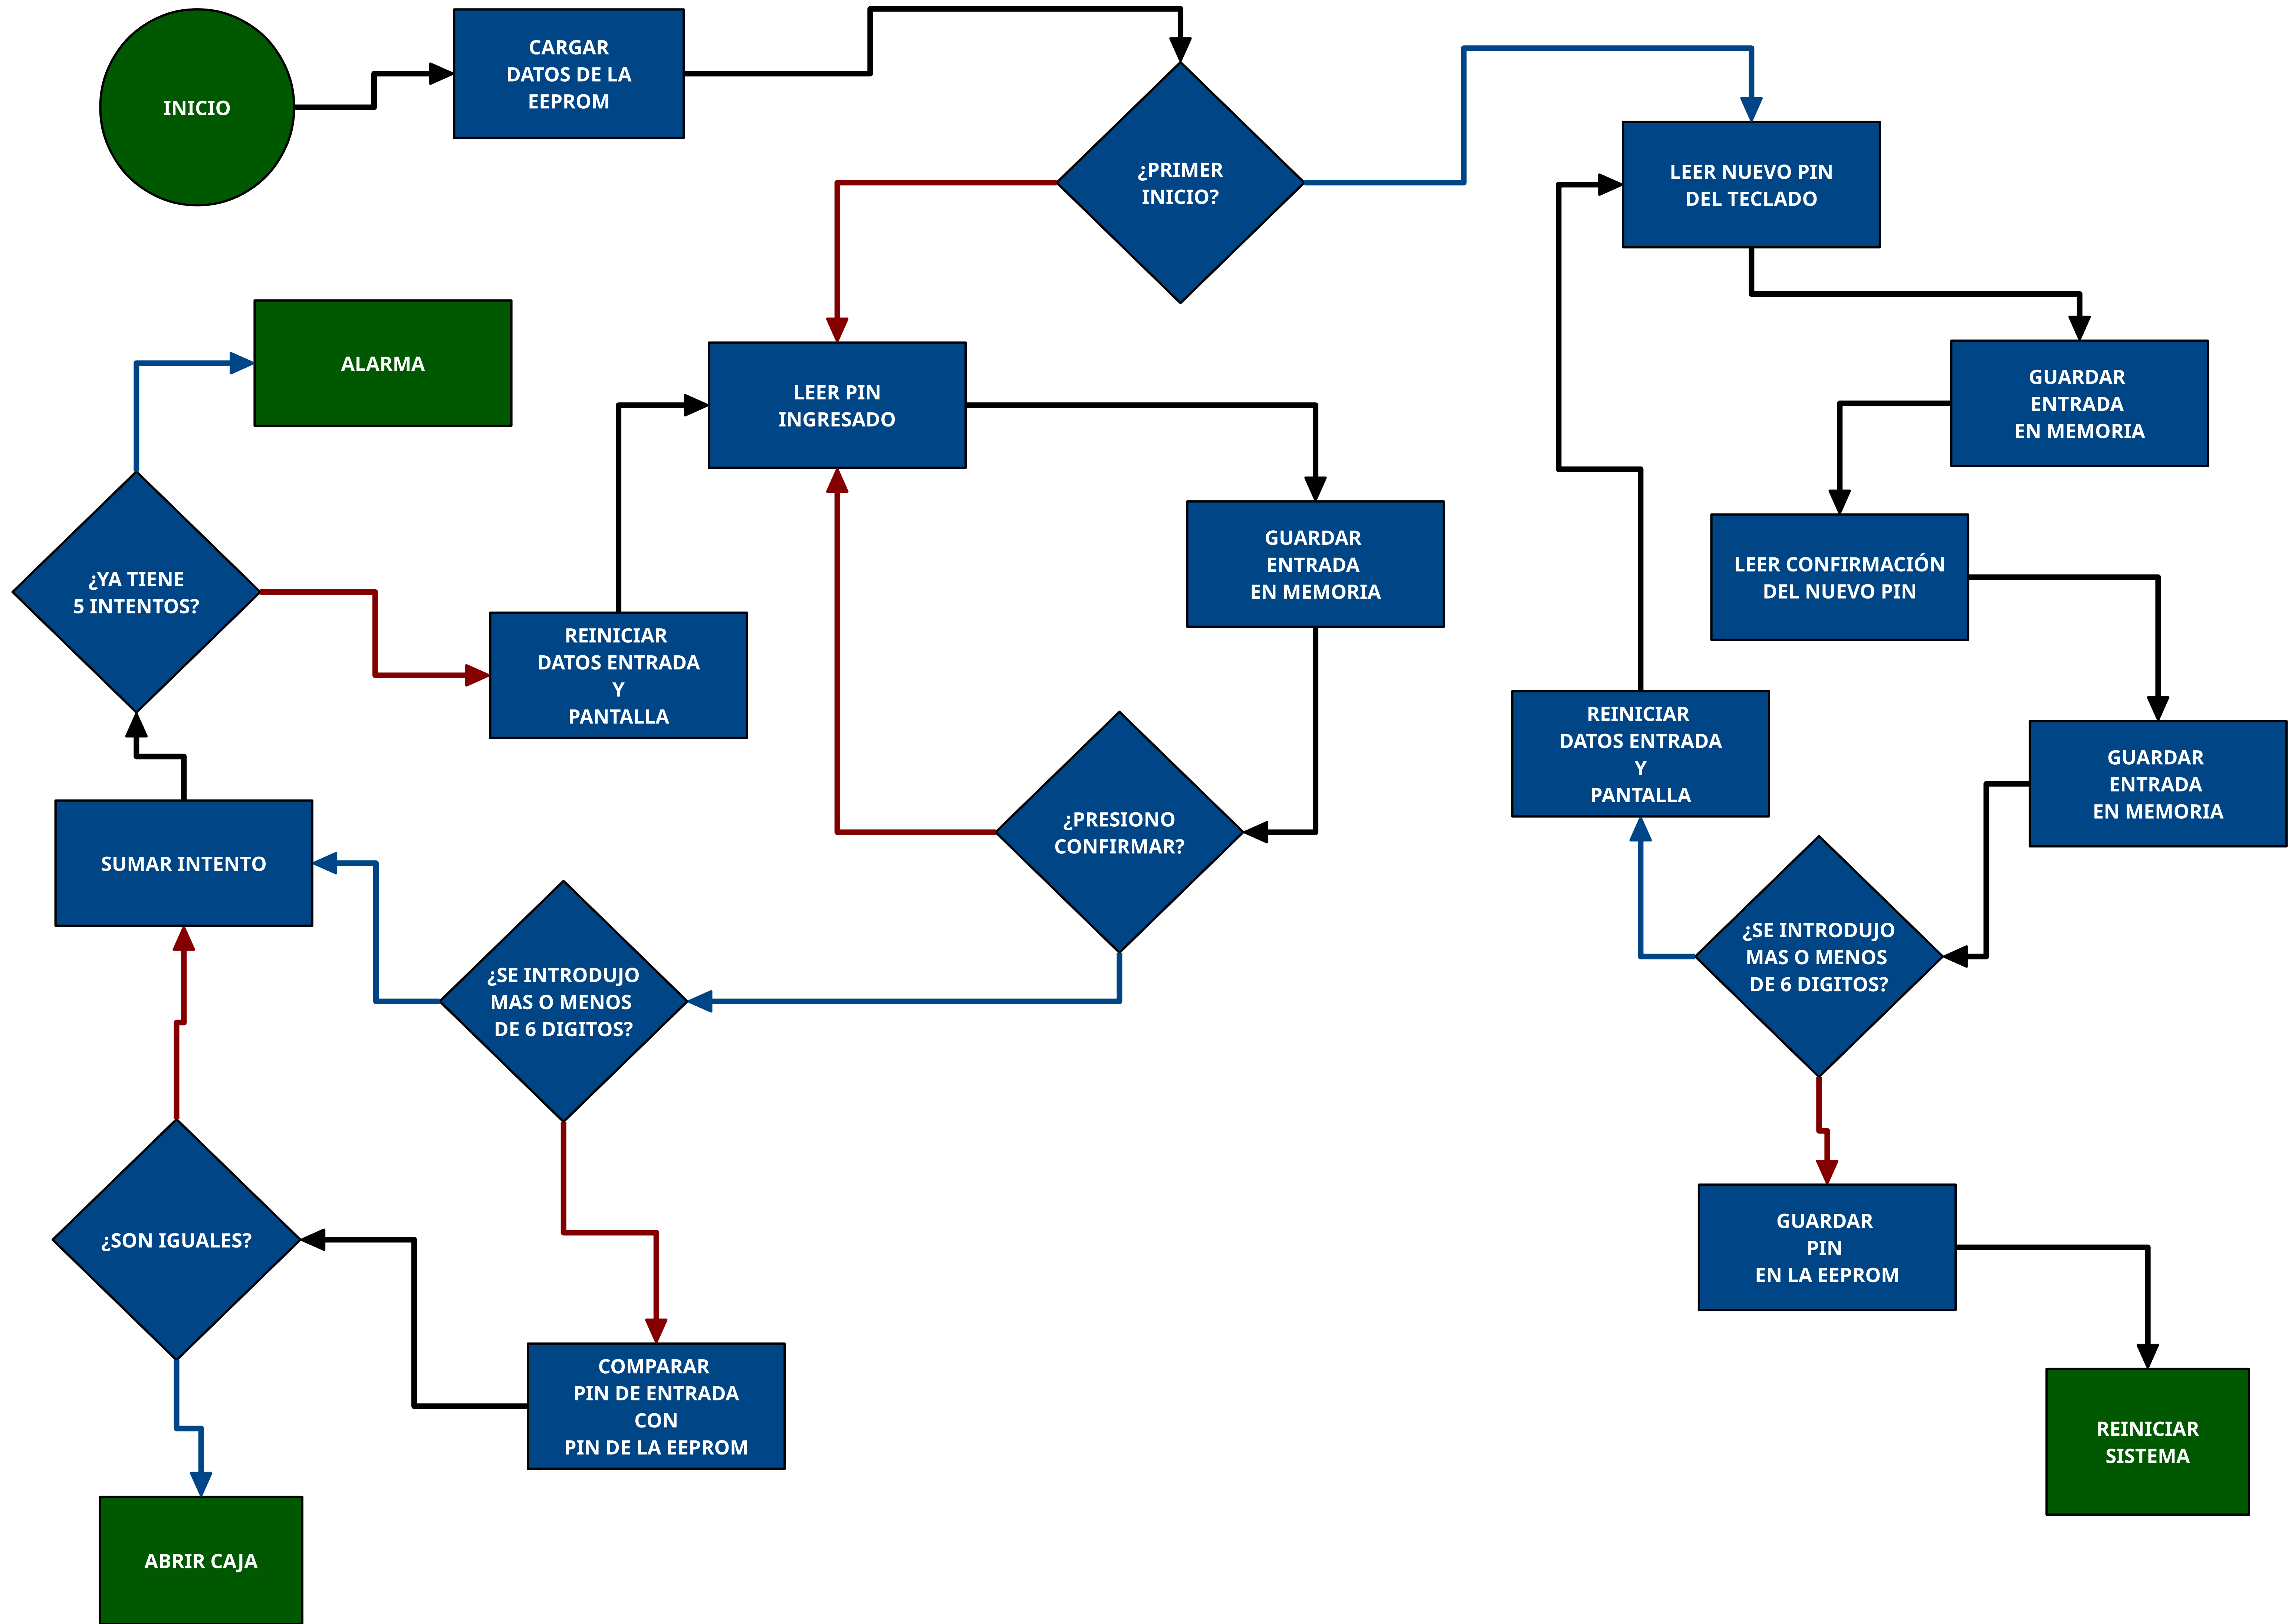 INICIO
CARGAR
DATOS DE LA
EEPROM
¿PRIMER
INICIO?
LEER NUEVO PIN
DEL TECLADO
ALARMA
LEER PIN
INGRESADO
GUARDAR
ENTRADA
EN MEMORIA
¿YA TIENE
5 INTENTOS?
REINICIAR
DATOS ENTRADA
Y
PANTALLA
GUARDAR
ENTRADA
EN MEMORIA
LEER CONFIRMACIÓN
DEL NUEVO PIN
REINICIAR
DATOS ENTRADA
Y
PANTALLA
GUARDAR
ENTRADA
EN MEMORIA
SUMAR INTENTO
¿PRESIONO
CONFIRMAR?
¿SE INTRODUJO
MAS O MENOS
DE 6 DIGITOS?
¿SE INTRODUJO
MAS O MENOS
DE 6 DIGITOS?
¿SON IGUALES?
GUARDAR
PIN
EN LA EEPROM
COMPARAR
PIN DE ENTRADA
CON
PIN DE LA EEPROM
REINICIAR
SISTEMA
ABRIR CAJA